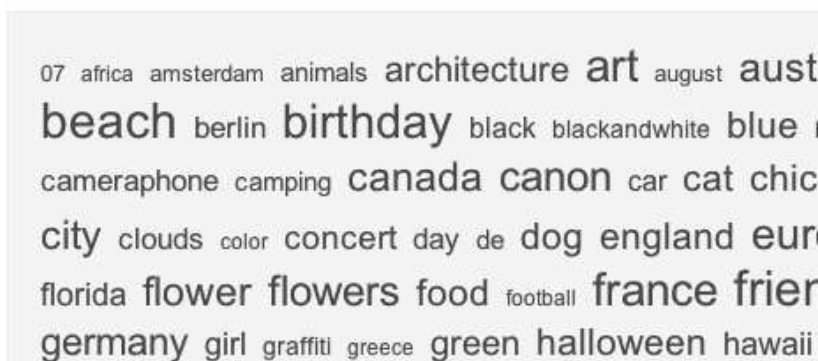 07 africa amsterdam animals architecture art august aust
beach berlin birthday black blackandwhite blue
cameraphone camping canada canon car cat chic
city clouds color concert day de dog england euro
florida flower flowers food football france frien
germany girl graffiti greece green halloween hawaii